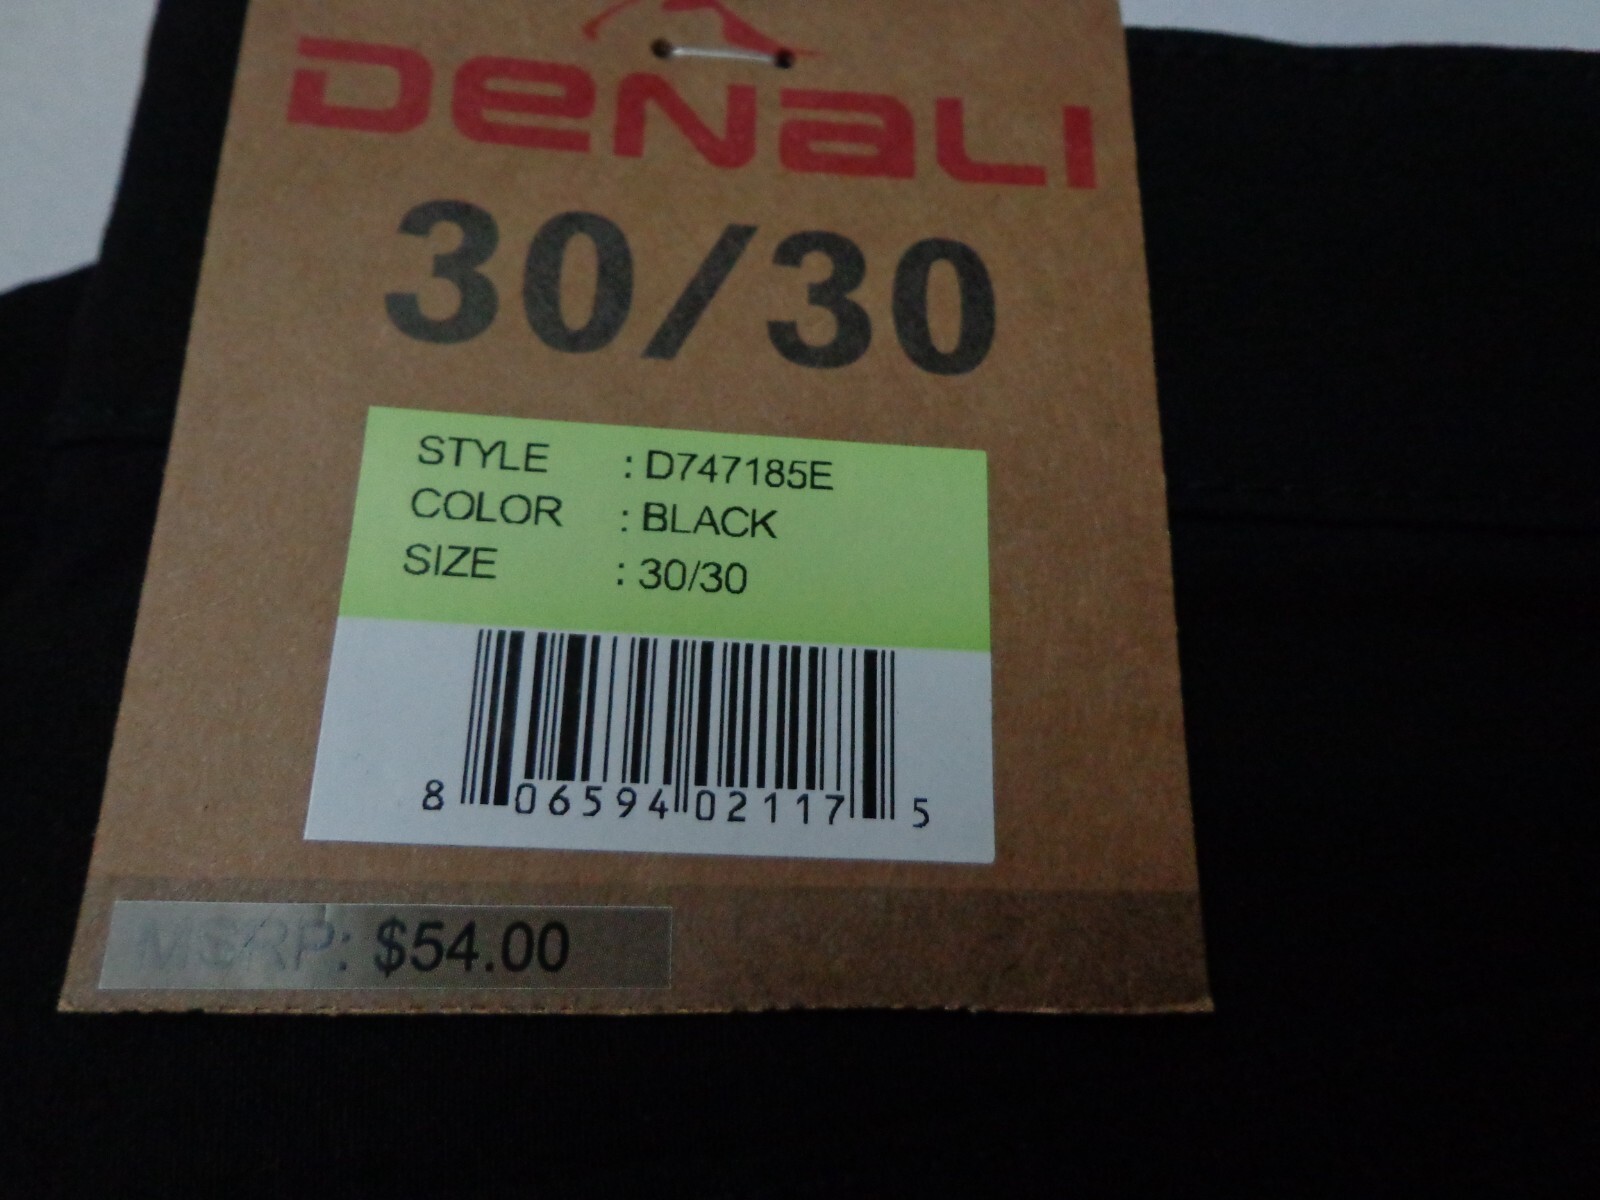 DeNaLI
30/30
STYLE : D747185E
COLOR : BLACK
SIZE : 30/30
8 06594 02117 5
MSRP: $54.00